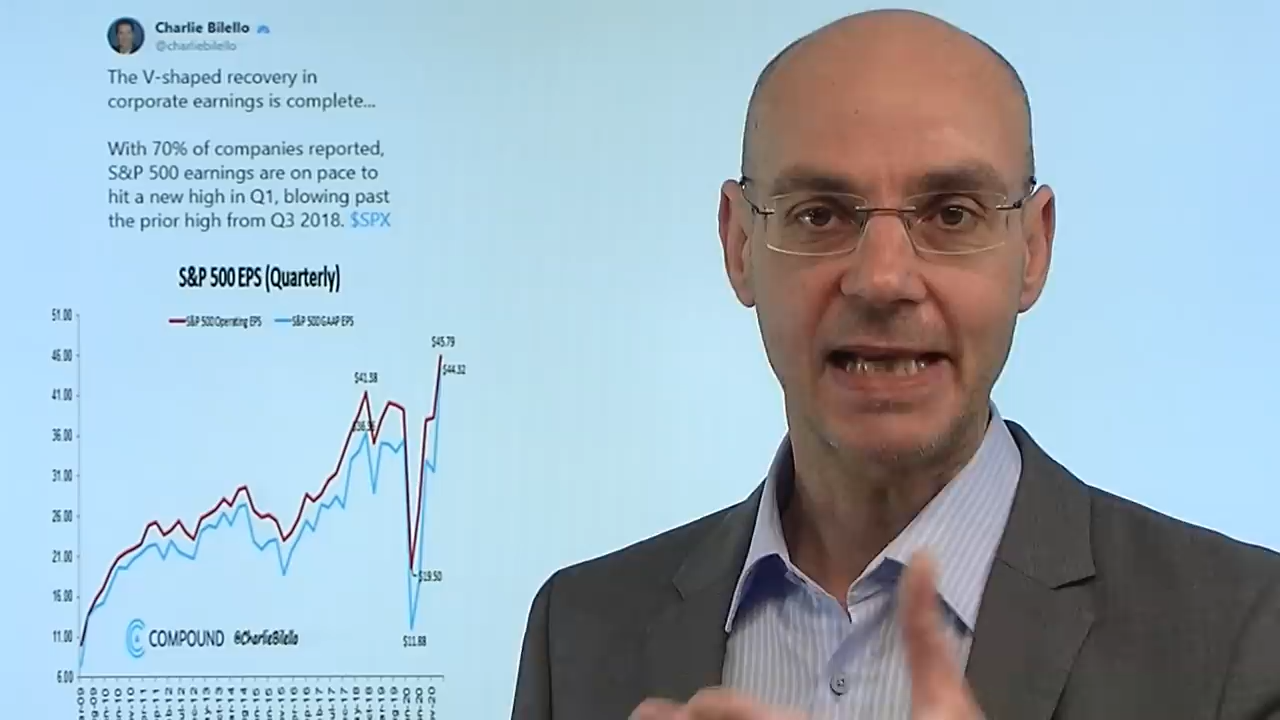 Charlie Bilello
@charliebilello
The V-shaped recovery in
corporate earnings is complete...
With 70% of companies reported,
S&P 500 earnings are on pace to
hit a new high in Q1, blowing past
the prior high from Q3 2018. $SPX
S&P 500 EPS (Quarterly)
S&P 500 Operating EPS
S&P 500 GAAP EPS
51.00
46.00
41.00
36.00
31.00
26.00
21.00
16.00
11.00
6.00
$45.79
$44.32
$41.38
$19.50
$11.88
COMPOUND @CharlieBilello